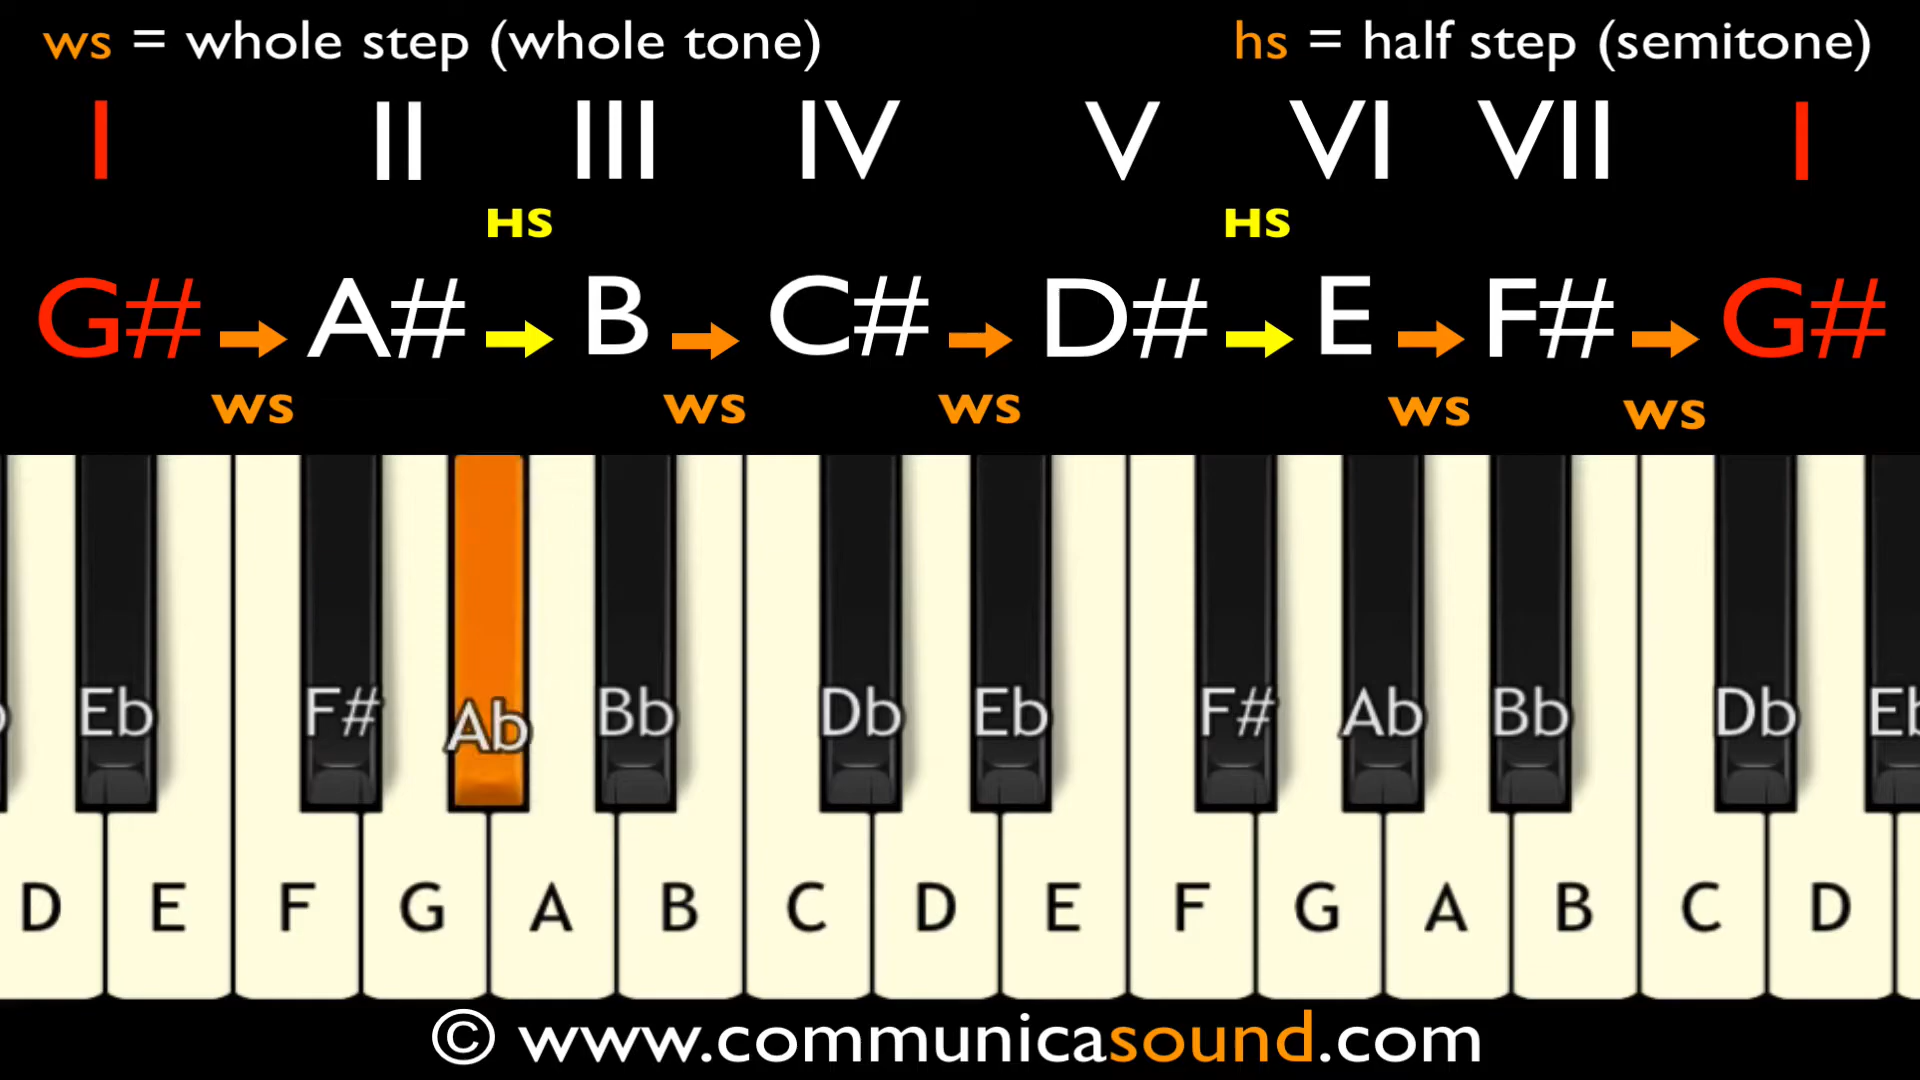 ws = whole step (whole tone) hs = half step (semitone)
I II III IV V VI VII I
HS HS
G# A# B C# D# E F# G#
ws ws ws ws ws
Eb F# Ab Bb Db Eb F# Ab Bb Db Eb
D E F G A B C D E F G A B C D
© www.communicasound.com